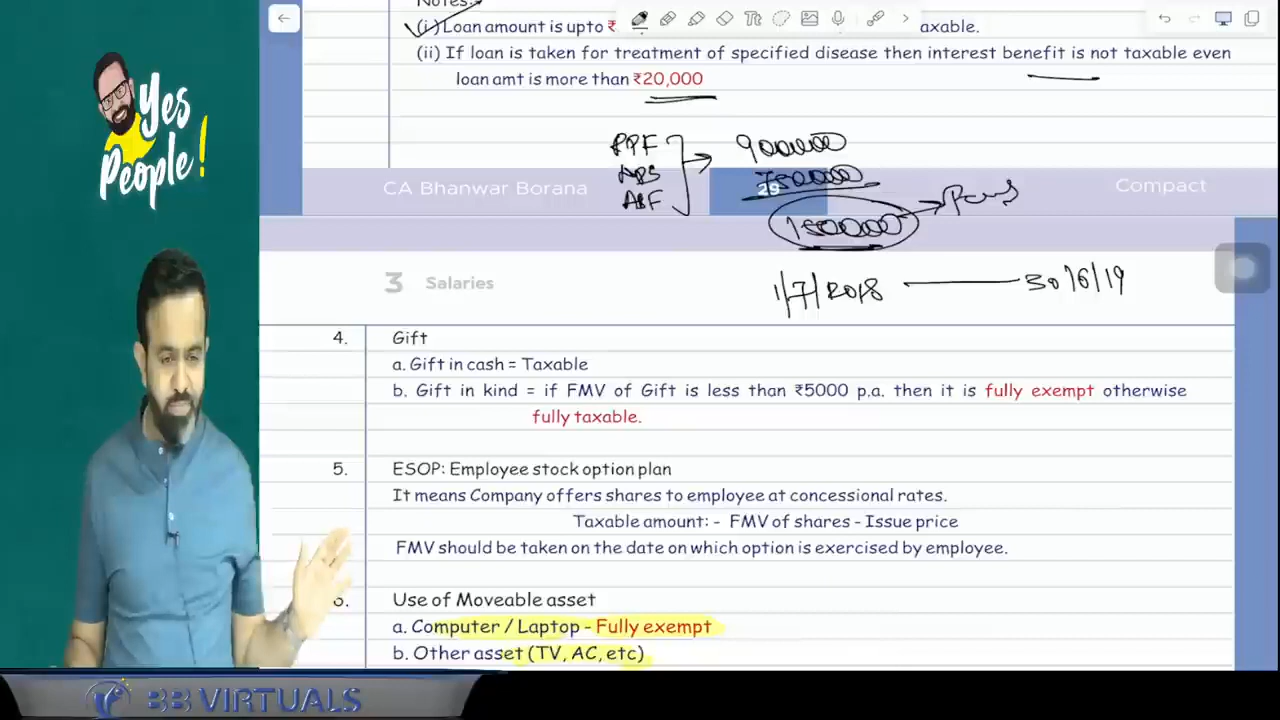 Notes:
(i) Loan amount is upto ₹
axable.
(ii) If loan is taken for treatment of specified disease then interest benefit is not taxable even
loan amt is more than ₹20,000
Yes
People!
PPF
900000
CA Bhanwar Borana
29
750000
Compact
3 Salaries
1/7/2018 — 30/6/19
4. Gift
a. Gift in cash = Taxable
b. Gift in kind = if FMV of Gift is less than ₹5000 p.a. then it is fully exempt otherwise
fully taxable.
5. ESOP: Employee stock option plan
It means Company offers shares to employee at concessional rates.
Taxable amount: - FMV of shares - Issue price
FMV should be taken on the date on which option is exercised by employee.
Use of Moveable asset
a. Computer / Laptop - Fully exempt
b. Other asset (TV, AC, etc)
BB VIRTUALS